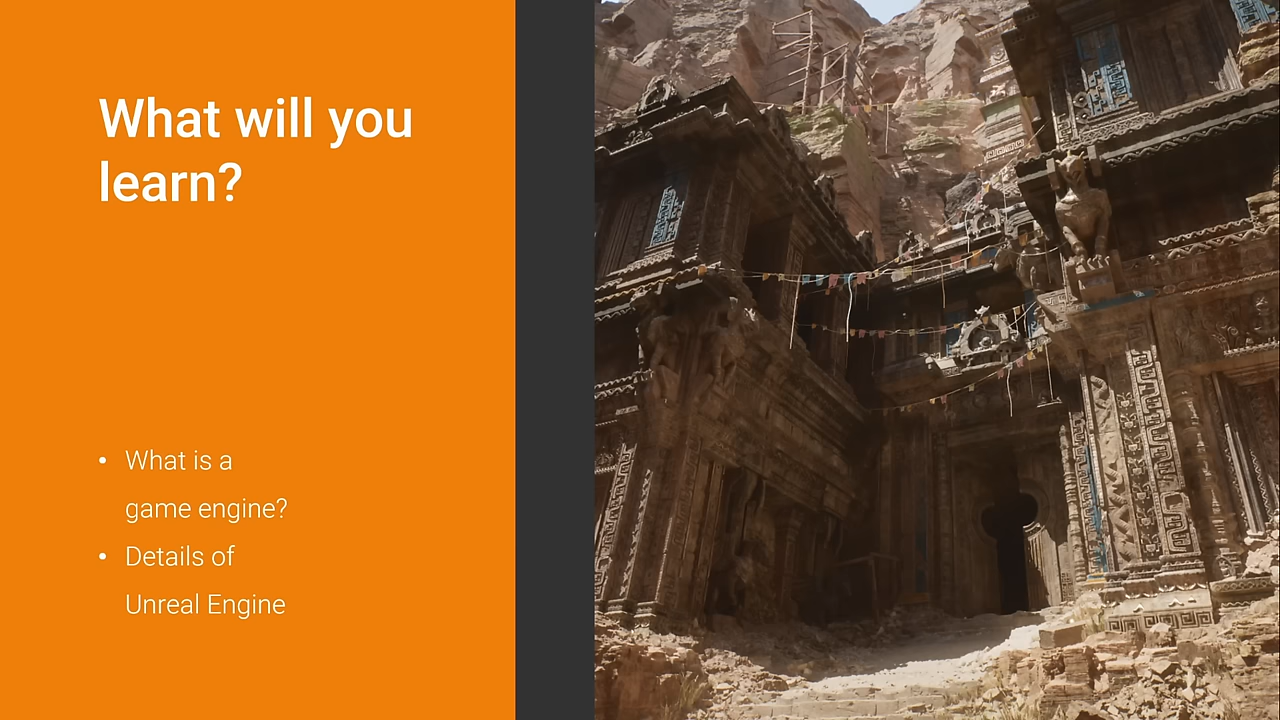 What will you
learn?
• What is a
game engine?
• Details of
Unreal Engine